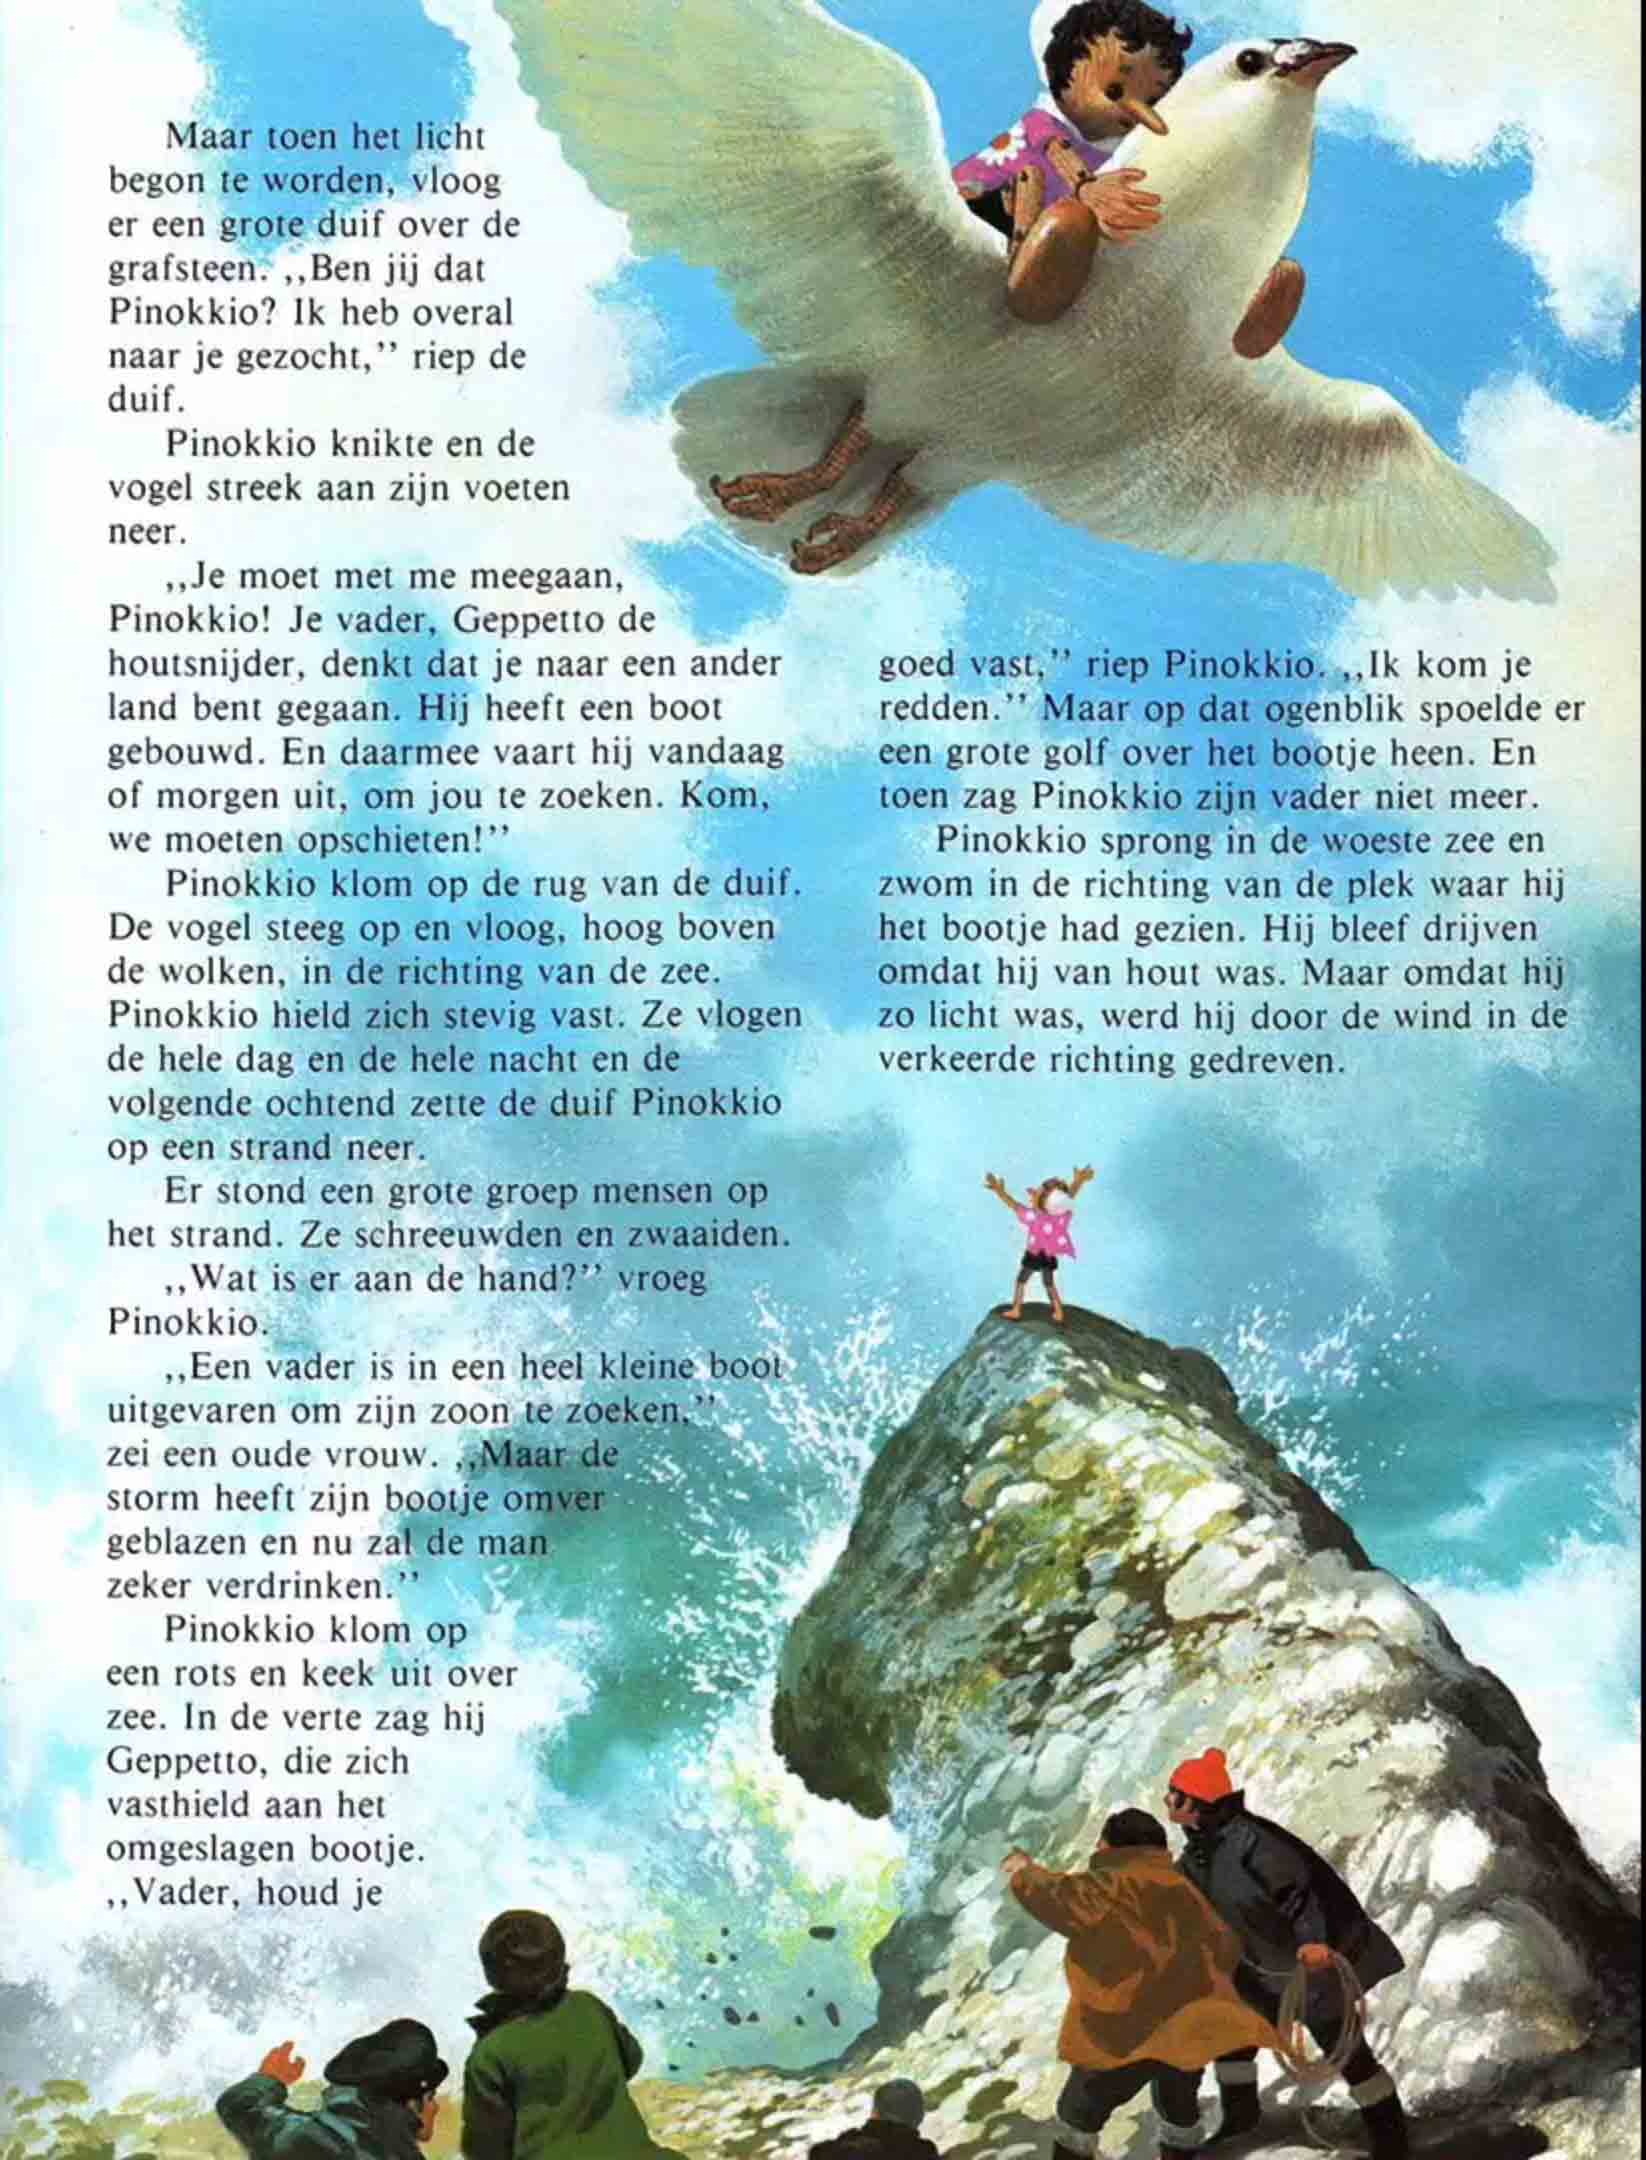 Maar toen het licht
begon te worden, vloog
er een grote duif over de
grafsteen. ,,Ben jij dat
Pinokkio? Ik heb overal
naar je gezocht,’’ riep de
duif.
Pinokkio knikte en de
vogel streek aan zijn voeten
neer.
,,Je moet met me meegaan,
Pinokkio! Je vader, Geppetto de
houtsnijder, denkt dat je naar een ander
land bent gegaan. Hij heeft een boot
gebouwd. En daarmee vaart hij vandaag
of morgen uit, om jou te zoeken. Kom,
we moeten opschieten!’’
Pinokkio klom op de rug van de duif.
De vogel steeg op en vloog, hoog boven
de wolken, in de richting van de zee.
Pinokkio hield zich stevig vast. Ze vlogen
de hele dag en de hele nacht en de
volgende ochtend zette de duif Pinokkio
op een strand neer.
Er stond een grote groep mensen op
het strand. Ze schreeuwden en zwaaiden.
,,Wat is er aan de hand?’’ vroeg
Pinokkio.
,,Een vader is in een heel kleine boot
uitgevaren om zijn zoon te zoeken,’’
zei een oude vrouw. ,,Maar de
storm heeft zijn bootje omver
geblazen en nu zal de man
zeker verdrinken.’’
Pinokkio klom op
een rots en keek uit over
zee. In de verte zag hij
Geppetto, die zich
vasthield aan het
omgeslagen bootje.
,,Vader, houd je
goed vast,’’ riep Pinokkio. ,,Ik kom je
redden.’’ Maar op dat ogenblik spoelde er
een grote golf over het bootje heen. En
toen zag Pinokkio zijn vader niet meer.
Pinokkio sprong in de woeste zee en
zwom in de richting van de plek waar hij
het bootje had gezien. Hij bleef drijven
omdat hij van hout was. Maar omdat hij
zo licht was, werd hij door de wind in de
verkeerde richting gedreven.